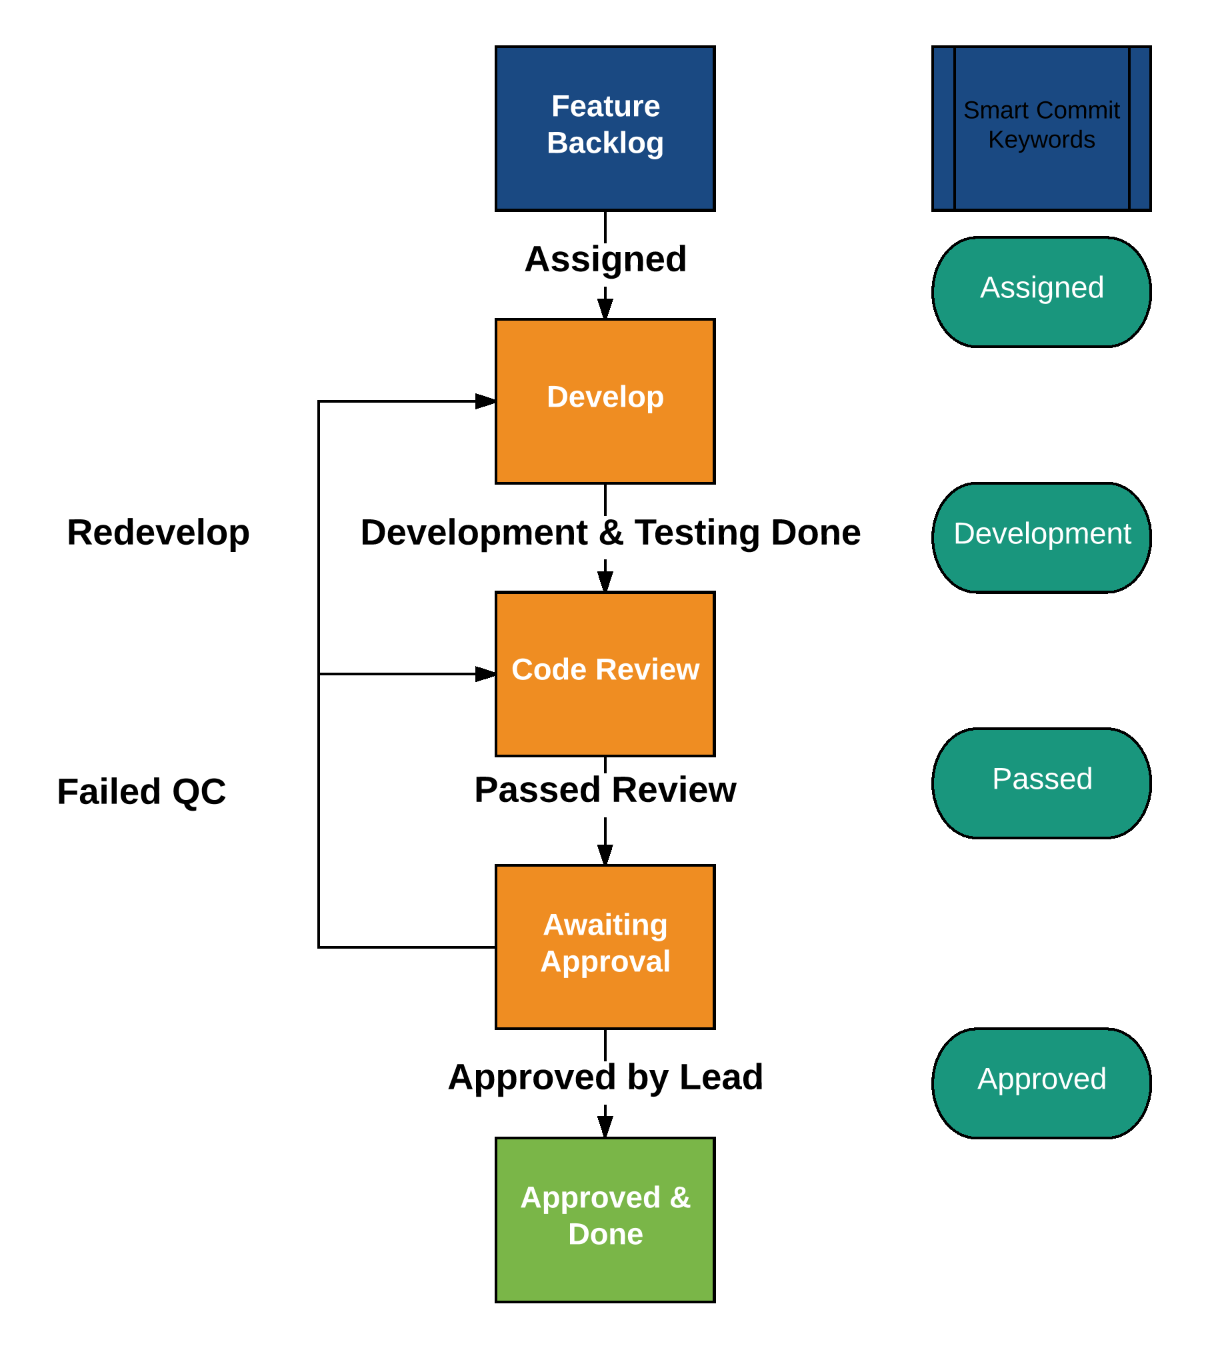 Feature
Backlog
Smart Commit
Keywords
Assigned
Assigned
Develop
Redevelop
Development & Testing Done
Development
Code Review
Failed QC
Passed Review
Passed
Awaiting
Approval
Approved by Lead
Approved
Approved &
Done